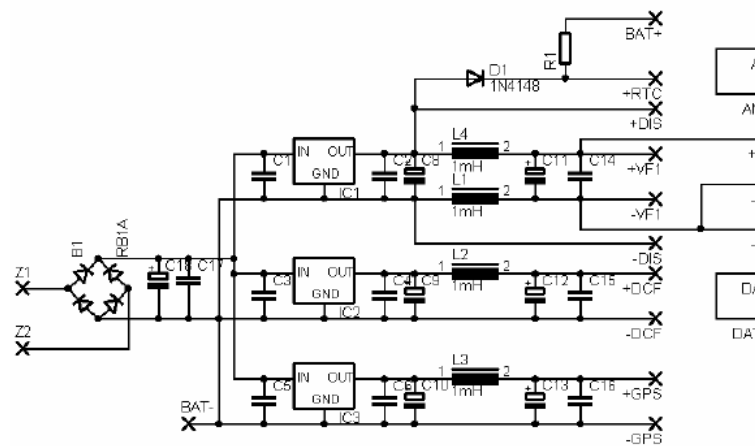 BAT+
R1
D1
1N4148
+RTC
+DIS
L4
1 2
IN OUT
GND
IC1
C1
C2
C8
1mH
C11
C14
+VF1
L1
1mH
-VF1
B1
RB1A
-DIS
Z1
C18
C17
L2
1 2
IN OUT
GND
IC2
C3
C4
C9
1mH
C12
C15
+DCF
-DCF
Z2
L3
1 2
IN OUT
GND
IC3
C5
C6
C10
1mH
C13
C16
+GPS
BAT-
-GPS
A
AN
+
-
-
DA
DAT